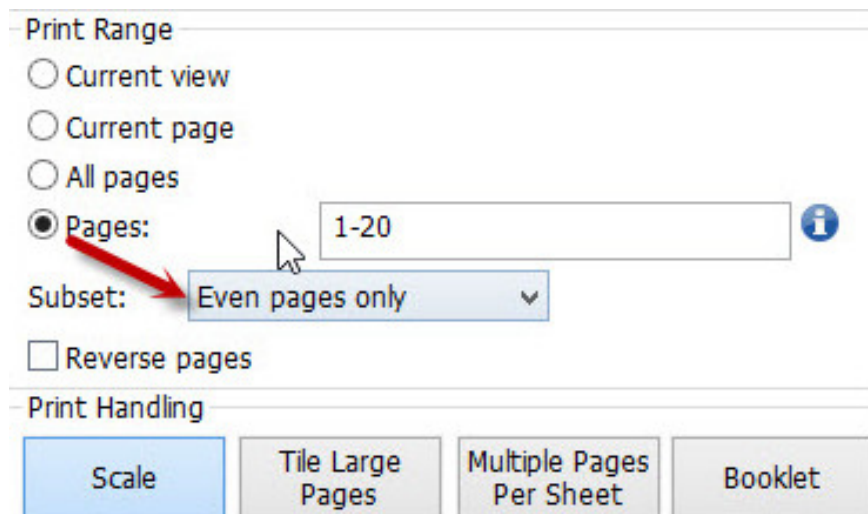 Print Range
Current view
Current page
All pages
Pages: 1-20
Subset: Even pages only
Reverse pages
Print Handling
Scale
Tile Large
Pages
Multiple Pages
Per Sheet
Booklet